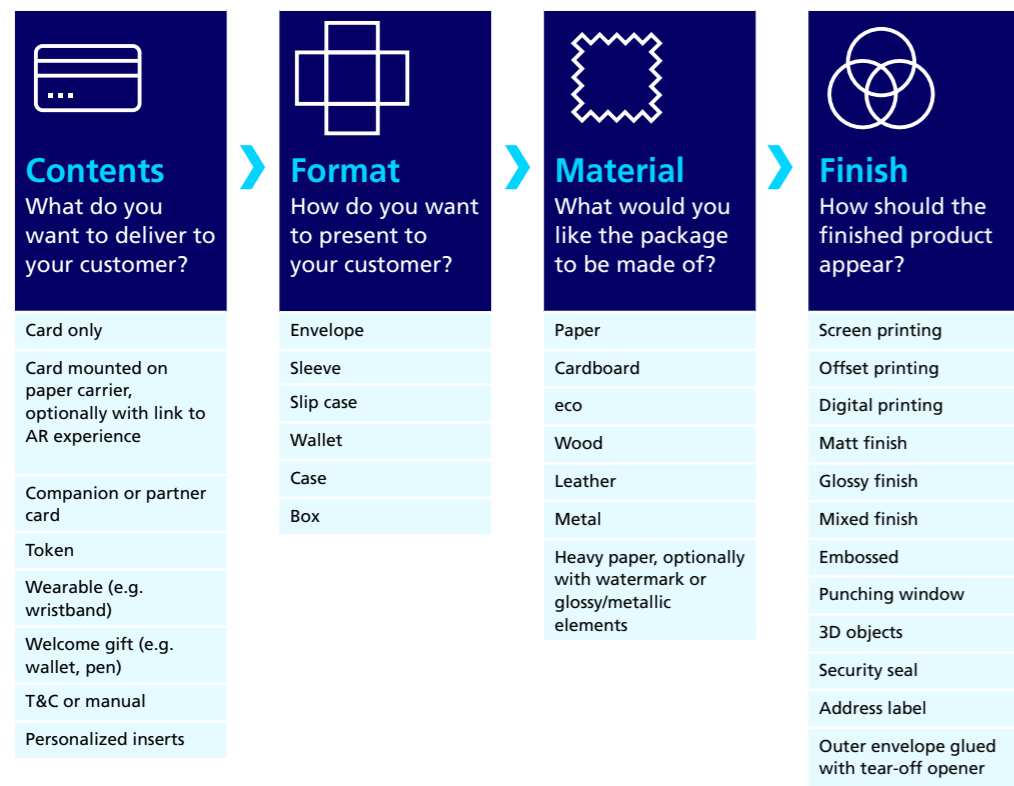 Contents
What do you
want to deliver to
your customer?
Card only
Card mounted on
paper carrier,
optionally with link to
AR experience
Companion or partner
card
Token
Wearable (e.g.
wristband)
Welcome gift (e.g.
wallet, pen)
T&C or manual
Personalized inserts
Format
How do you want
to present to
your customer?
Envelope
Sleeve
Slip case
Wallet
Case
Box
Material
What would you
like the package
to be made of?
Paper
Cardboard
eco
Wood
Leather
Metal
Heavy paper, optionally
with watermark or
glossy/metallic
elements
Finish
How should the
finished product
appear?
Screen printing
Offset printing
Digital printing
Matt finish
Glossy finish
Mixed finish
Embossed
Punching window
3D objects
Security seal
Address label
Outer envelope glued
with tear-off opener